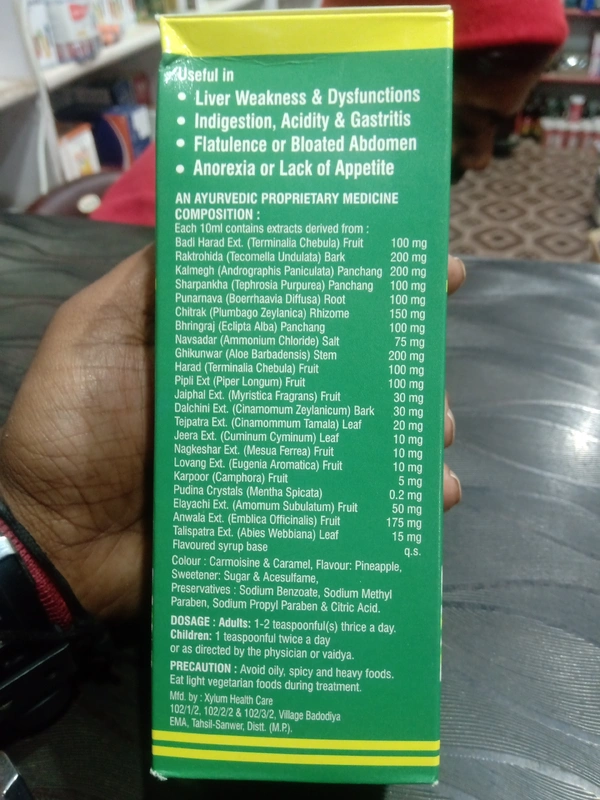 Useful in
• Liver Weakness & Dysfunctions
• Indigestion, Acidity & Gastritis
• Flatulence or Bloated Abdomen
• Anorexia or Lack of Appetite
AN AYURVEDIC PROPRIETARY MEDICINE
COMPOSITION :
Each 10ml contains extracts derived from :
Badi Harad Ext. (Terminalia Chebula) Fruit 100 mg
Raktrohida (Tecomella Undulata) Bark 200 mg
Kalmegh (Andrographis Paniculata) Panchang 200 mg
Sharpankha (Tephrosia Purpurea) Panchang 100 mg
Punarnava (Boerrhaavia Diffusa) Root 100 mg
Chitrak (Plumbago Zeylanica) Rhizome 150 mg
Bhringraj (Eclipta Alba) Panchang 100 mg
Navsadar (Ammonium Chloride) Salt 75 mg
Ghikunwar (Aloe Barbadensis) Stem 200 mg
Harad (Terminalia Chebula) Fruit 100 mg
Pipli Ext (Piper Longum) Fruit 100 mg
Jaiphal Ext. (Myristica Fragrans) Fruit 30 mg
Dalchini Ext. (Cinamomum Zeylanicum) Bark 30 mg
Tejpatra Ext. (Cinamommum Tamala) Leaf 20 mg
Jeera Ext. (Cuminum Cyminum) Leaf 10 mg
Nagkeshar Ext. (Mesua Ferrea) Fruit 10 mg
Lovang Ext. (Eugenia Aromatica) Fruit 10 mg
Karpoor (Camphora) Fruit 5 mg
Pudina Crystals (Mentha Spicata) 0.2 mg
Elayachi Ext. (Amomum Subulatum) Fruit 50 mg
Anwala Ext. (Emblica Officinalis) Fruit 175 mg
Talispatra Ext. (Abies Webbiana) Leaf 15 mg
Flavoured syrup base q.s.
Colour : Carmoisine & Caramel, Flavour: Pineapple,
Sweetener: Sugar & Acesulfame,
Preservatives : Sodium Benzoate, Sodium Methyl
Paraben, Sodium Propyl Paraben & Citric Acid.
DOSAGE : Adults: 1-2 teaspoonful(s) thrice a day.
Children: 1 teaspoonful twice a day
or as directed by the physician or vaidya.
PRECAUTION : Avoid oily, spicy and heavy foods.
Eat light vegetarian foods during treatment.
Mfd. by : Xylum Health Care
102/1/2, 102/2/2 & 102/3/2, Village Badodiya
EMA, Tahsil-Sanwer, Distt. (M.P.).